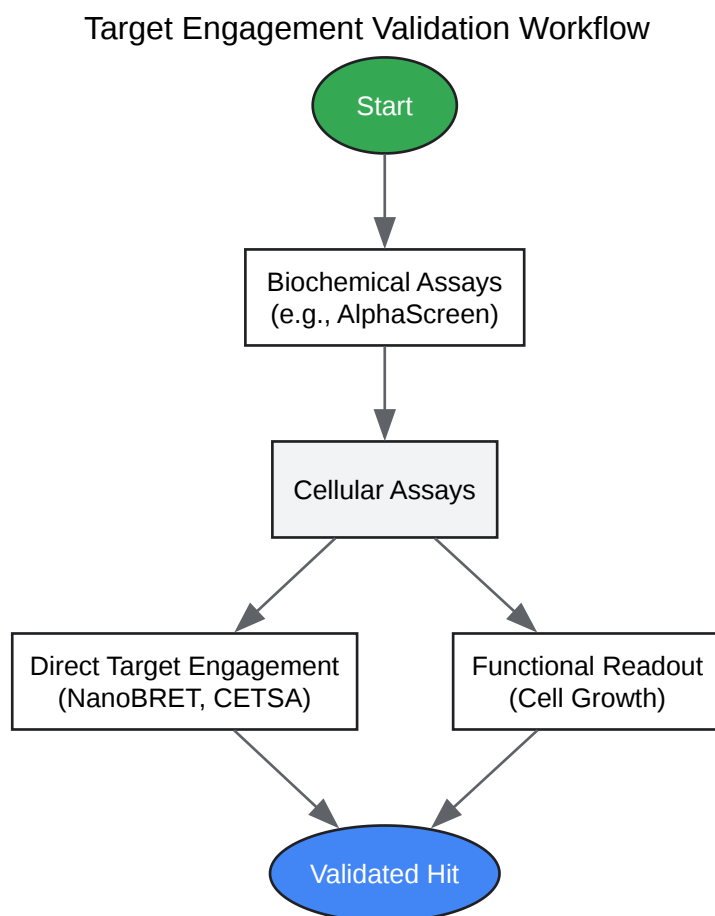 Target Engagement Validation Workflow
Start
Biochemical Assays
(e.g., AlphaScreen)
Cellular Assays
Direct Target Engagement
(NanoBRET, CETSA)
Functional Readout
(Cell Growth)
Validated Hit